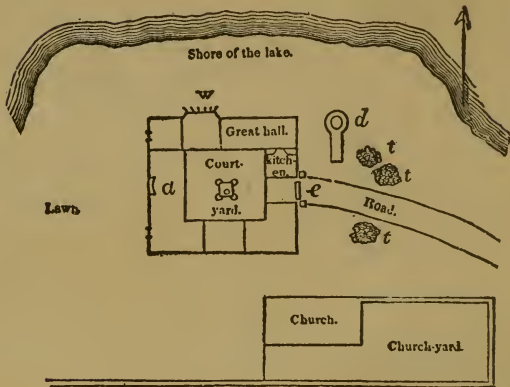 Shore of the lake.
w
Great hall.
d
t
Court-
kitch-
en.
t
a
e
yard.
Road.
Lawn,
t
Church.
Church-yard.